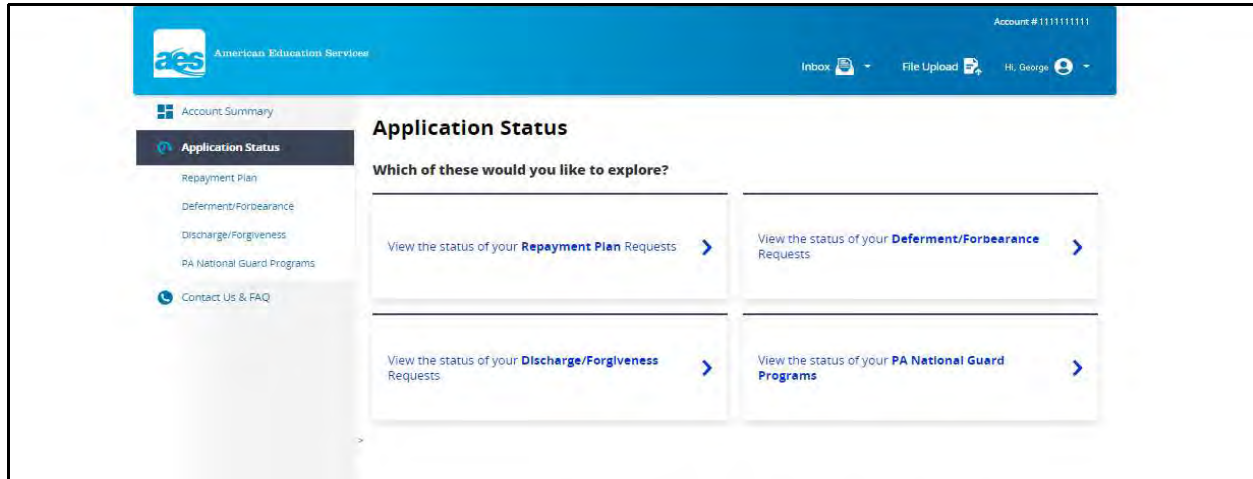 Account # 1111111111
aes
American Education Services
Inbox
File Upload
Hi, George
Account Summary
Application Status
Repayment Plan
Deferment/Forbearance
Discharge/Forgiveness
PA National Guard Programs
Contact Us & FAQ
Application Status
Which of these would you like to explore?
View the status of your Repayment Plan Requests
View the status of your Deferment/Forbearance
Requests
View the status of your Discharge/Forgiveness
Requests
View the status of your PA National Guard
Programs
>